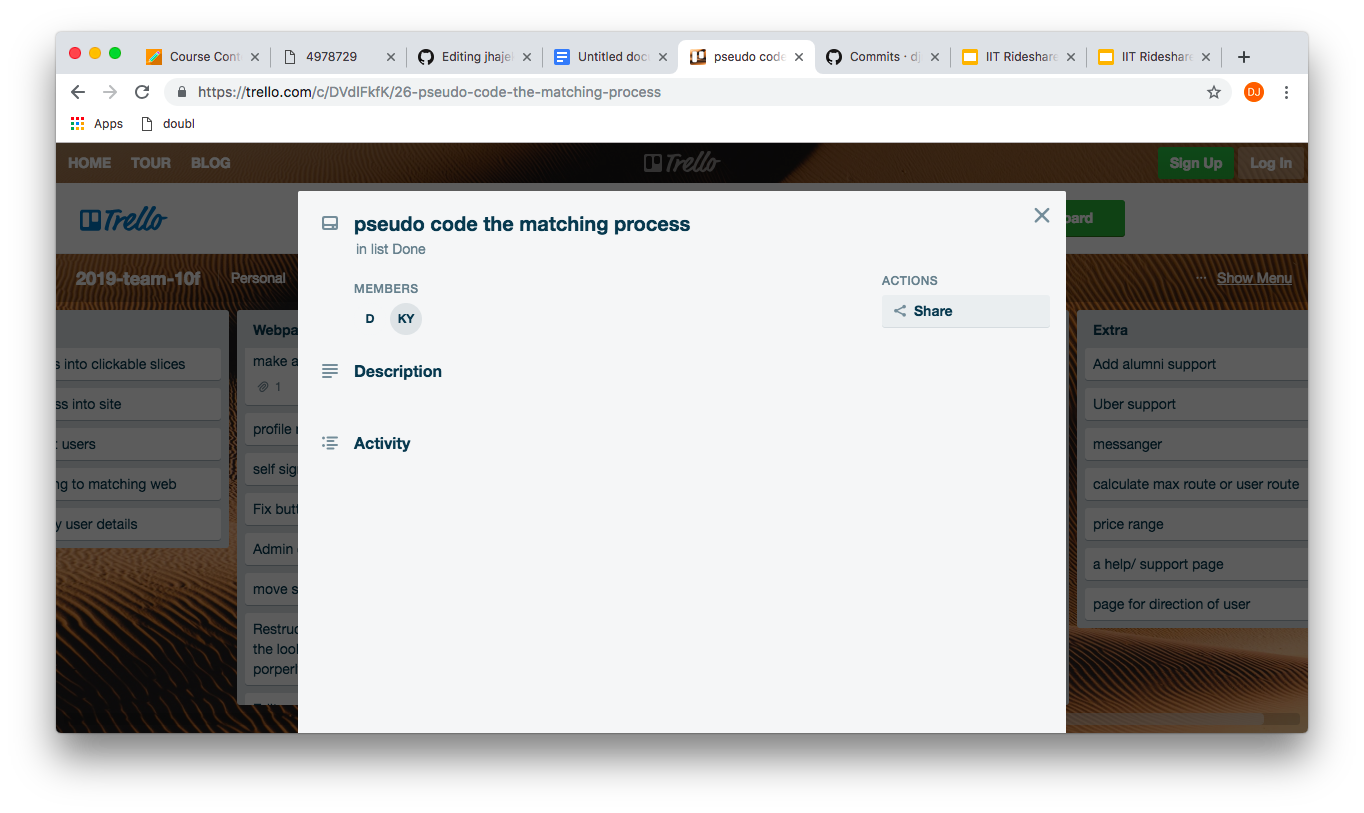 Course Cont
4978729
Editing jhajel
Untitled doc
pseudo code
Commits · dj
IIT Rideshare
IIT Rideshare
https://trello.com/c/DVdlFkfK/26-pseudo-code-the-matching-process
DJ
Apps
doubl
HOME TOUR BLOG
Trello
Sign Up
Log In
Trello
pseudo code the matching process
in list Done
oard
2019-team-10f
Personal
... Show Menu
MEMBERS
D KY
ACTIONS
Share
Description
Activity
s into clickable slices
ss into site
t users
ng to matching web
y user details
Webpa
make a
1
profile
self sig
Fix butt
Admin
move s
Restruc
the loo
porperl
Extra
Add alumni support
Uber support
messanger
calculate max route or user route
price range
a help/ support page
page for direction of user